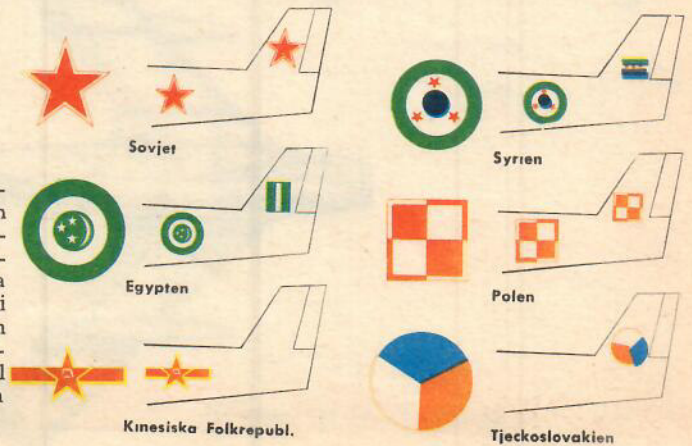 Sovjet
Syrien
Egypten
Polen
Kinesiska Folkrepubl.
Tjeckoslovakien